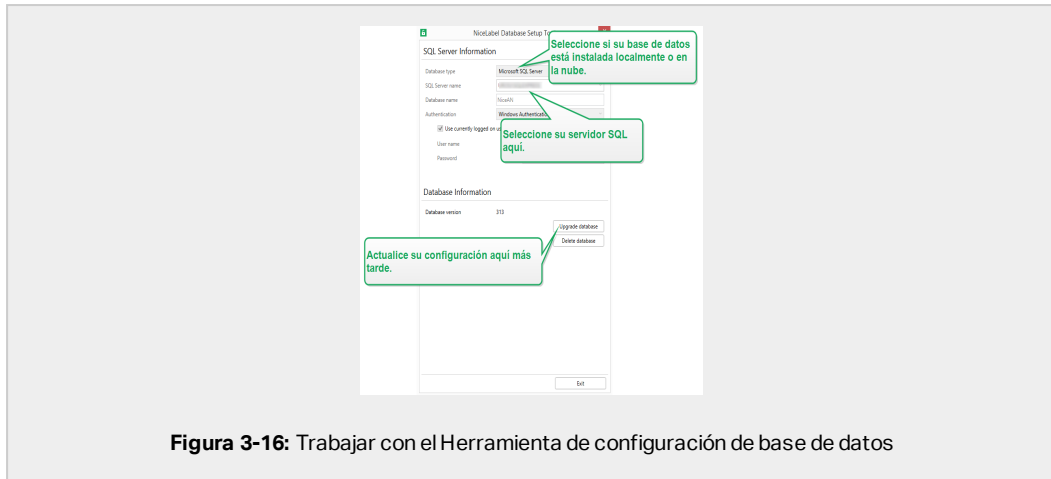 NiceLabel Database Setup To
Seleccione si su base de datos
está instalada localmente o en
la nube.
SQL Server Information
Database type
Microsoft SQL Server
SQL Server name
Database name
NiceAN
Authentication
Windows Authenticatio
Use currently logged on us
Seleccione su servidor SQL
aquí.
User name
Password
Database Information
Database version
313
Upgrade database
Delete database
Actualice su configuración aquí más
tarde.
Exit
Figura 3-16: Trabajar con el Herramienta de configuración de base de datos